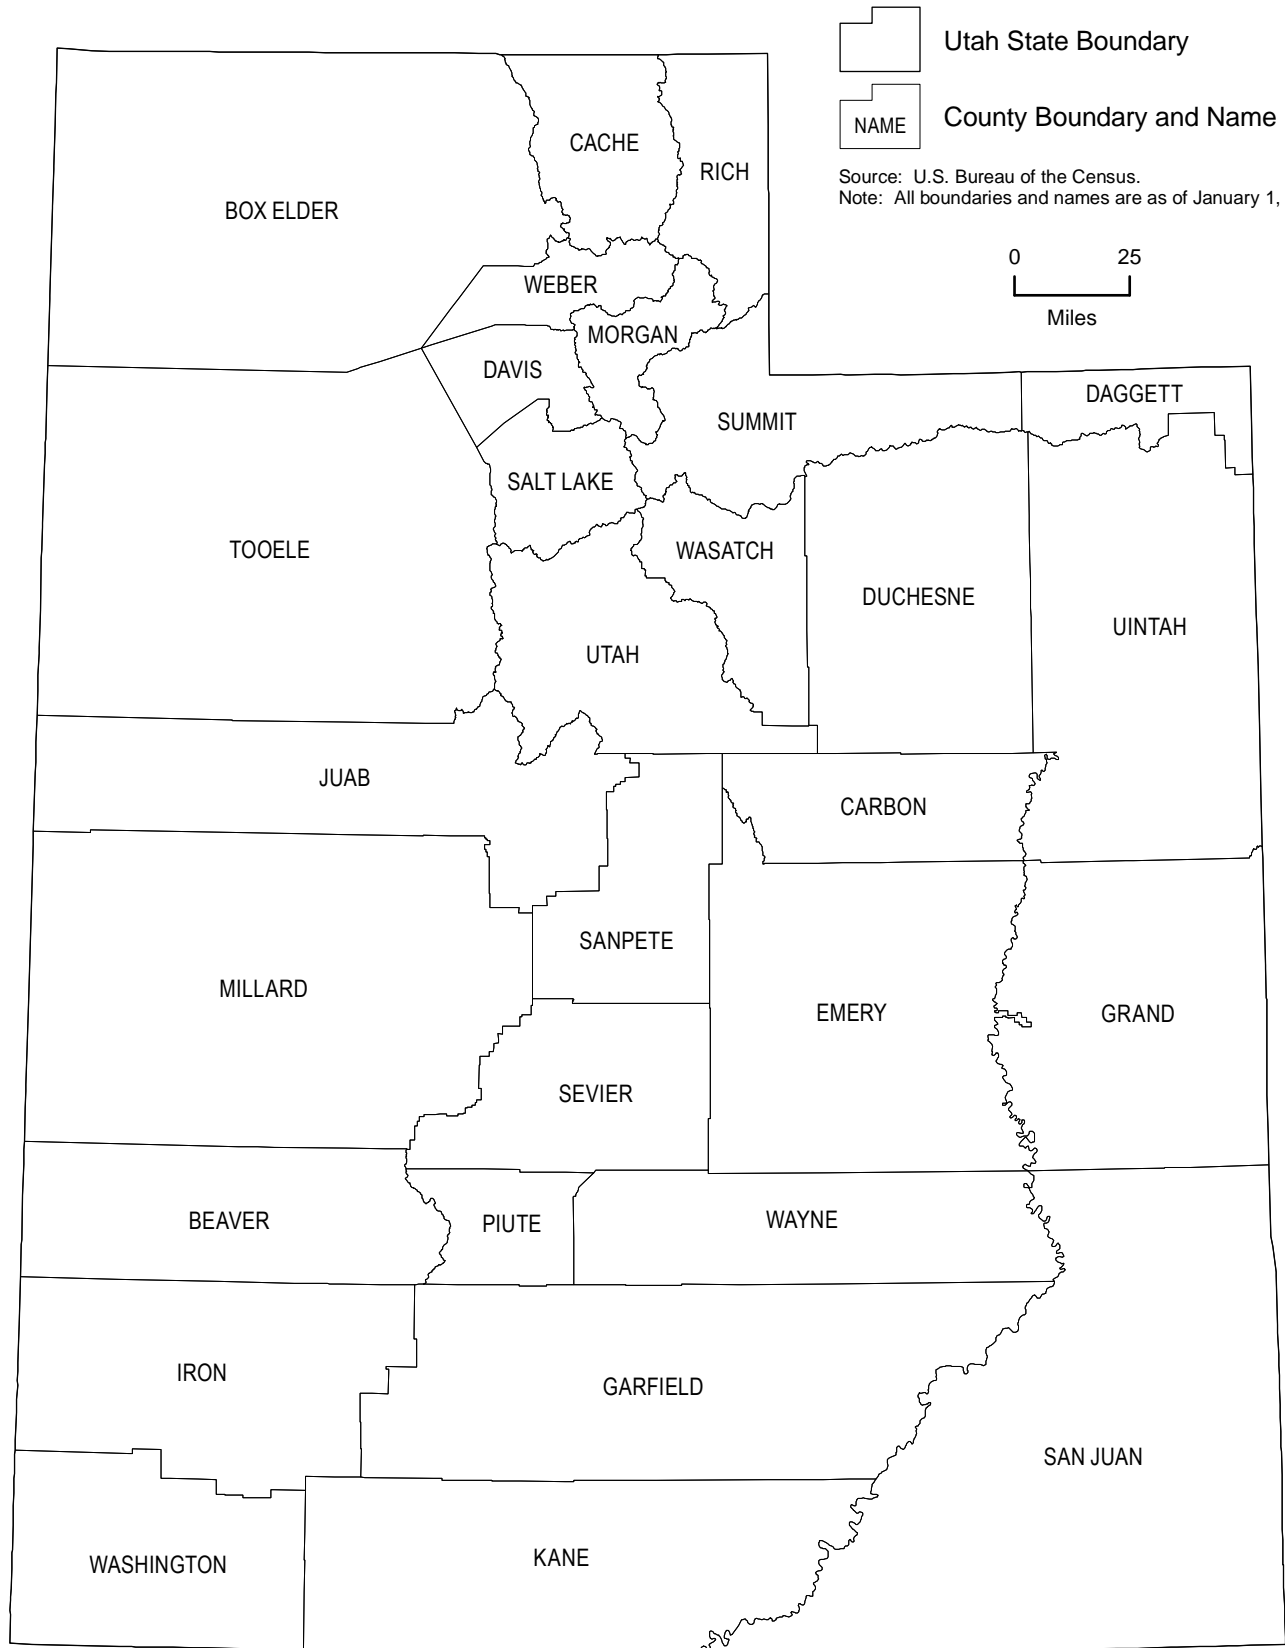 Utah State Boundary
NAME
County Boundary and Name
Source: U.S. Bureau of the Census.
Note: All boundaries and names are as of January 1,
0 25
Miles
CACHE
RICH
BOX ELDER
WEBER
MORGAN
DAVIS
DAGGETT
SUMMIT
SALT LAKE
TOOELE
WASATCH
DUCHESNE
UINTAH
UTAH
JUAB
CARBON
SANPETE
MILLARD
EMERY
GRAND
SEVIER
BEAVER
PIUTE
WAYNE
IRON
GARFIELD
SAN JUAN
WASHINGTON
KANE